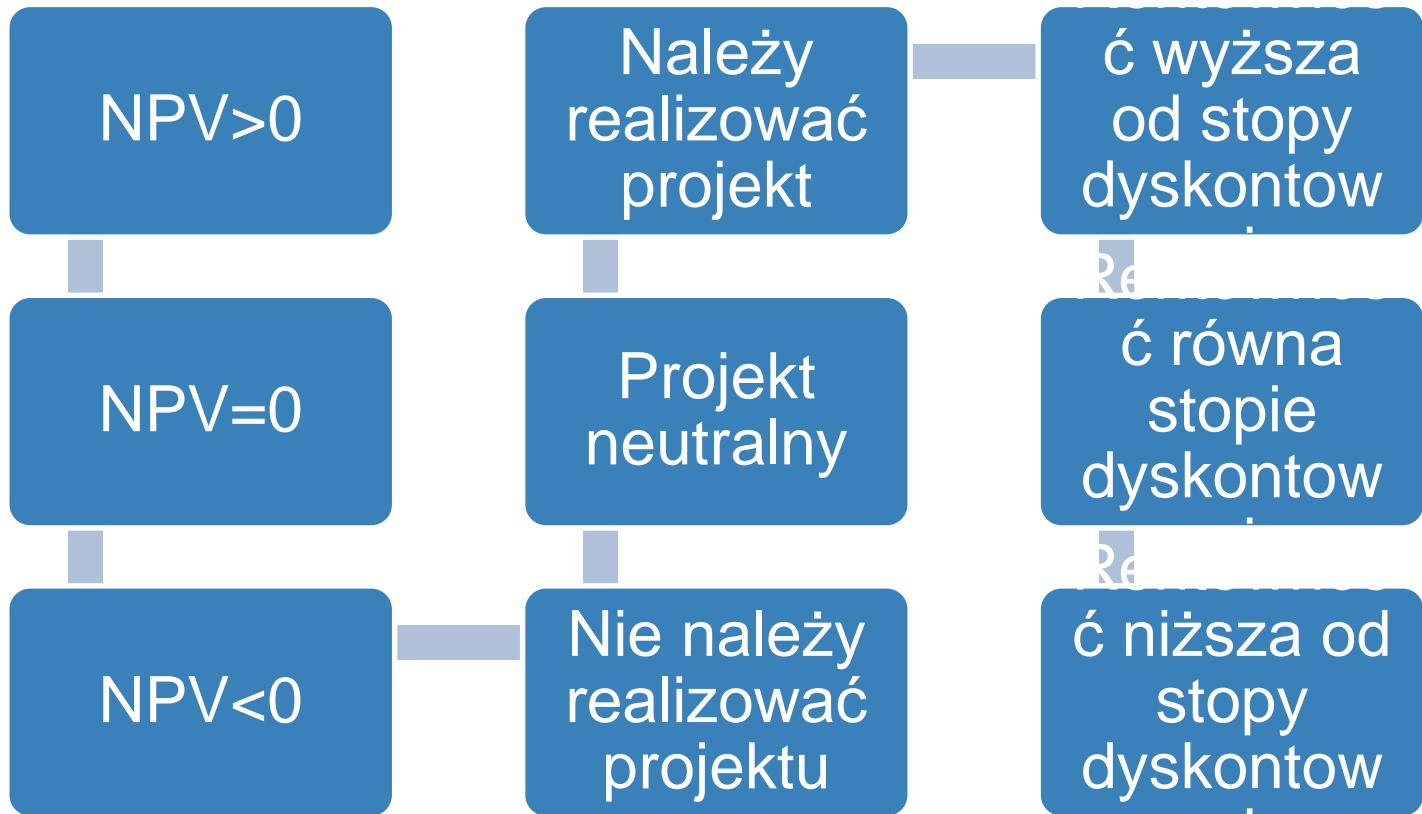 NPV>0
Należy
realizować
projekt
ć wyższa
od stopy
dyskontow
NPV=0
Projekt
neutralny
ć równa
stopie
dyskontow
NPV<0
Nie należy
realizować
projektu
ć niższa od
stopy
dyskontow